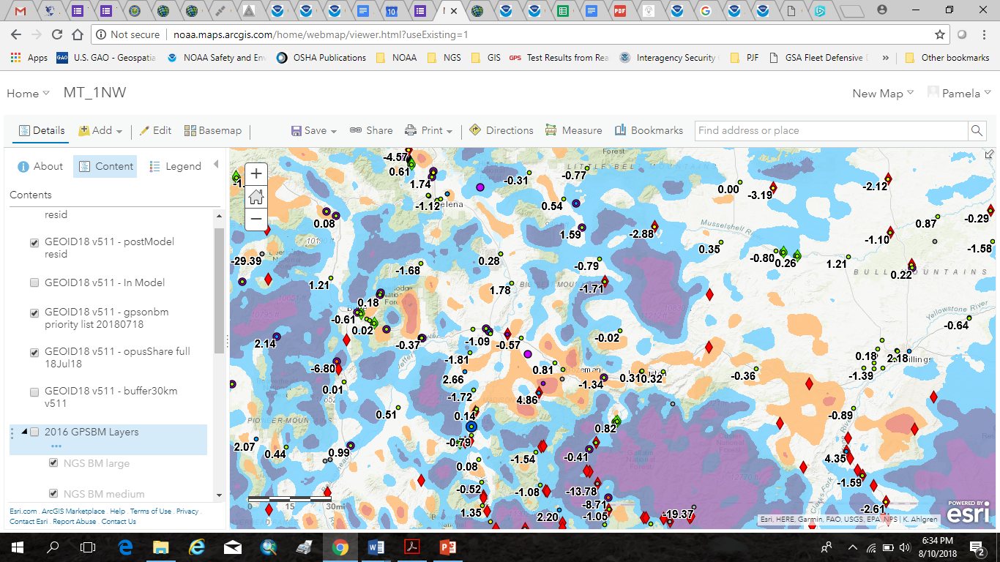 Not secure | noaa.maps.arcgis.com/home/webmap/viewer.html?useExisting=1
Apps U.S. GAO - Geospatia NOAA Safety and En OSHA Publications NOAA NGS GIS GPS Test Results from Rea Interagency Security PJF GSA Fleet Defensive » Other bookmarks
Home MT_1NW New Map Pamela
Details Add Edit Basemap Save Share Print Directions Measure Bookmarks Find address or place
About Content Legend
Contents
resid
GEOID18 v511 - postModel
resid
GEOID18 v511 - In Model
GEOID18 v511 - gpsonbm
priority list 20180718
GEOID18 v511 - opusShare full
18Jul18
GEOID18 v511 - buffer30km
v511
2016 GPSBM Layers
NGS BM large
NGS BM medium
Esri.com . ArcGIS Marketplace . Help . Terms of Use . Privacy .
Contact Esri . Report Abuse . Contact Us
+
−
-4.57
0.61
1.74
-0.31
-0.77
Forest
LITTLE BEL MOUNTAINS
0.00
-3.19
-2.12
-1.12
elena
0.54
0.08
1.59
-2.88
Musselshell River
0.87
-0.29
-1.10
-1.58
0.35
-0.80
0.26
1.21
BULL MOUNTAINS
0.22
-29.39
-1.68
0.28
-0.79
1.21
1.78
-1.71
0.18
-0.61
0.02
2.14
-0.37
-1.09
-0.57
-0.02
Yellowstone River
-0.64
-6.80
-1.81
0.81
0.18
2.18
illings
-1.39
2.66
-1.34
0.31
0.32
-0.36
0.01
-1.72
4.86
0.51
0.14
-0.89
PIONEER MOUNTAINS
0.82
2.07
0.44
0.99
-0.79
-0.41
0.08
-1.54
4.35
-1.59
-0.52
-1.08
-13.78
-8.71
-1.05
-19.37
-2.61
1.35
2.20
0 15 30mi
Esri, HERE, Garmin, FAO, USGS, EPA, NPS | K. Ahlgren
POWERED BY
esri
6:34 PM
8/10/2018